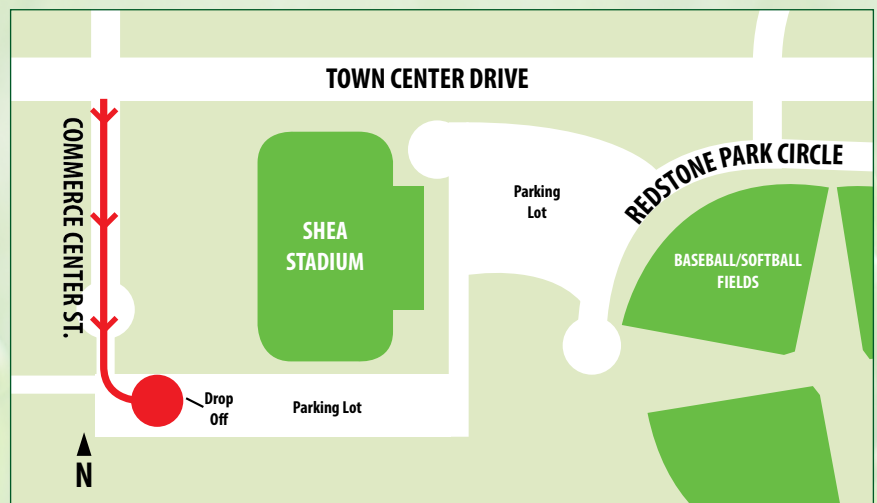 TOWN CENTER DRIVE
COMMERCE CENTER ST.
REDSTONE PARK CIRCLE
Parking
Lot
SHEA
STADIUM
BASEBALL/SOFTBALL
FIELDS
Drop
Off
Parking Lot
N